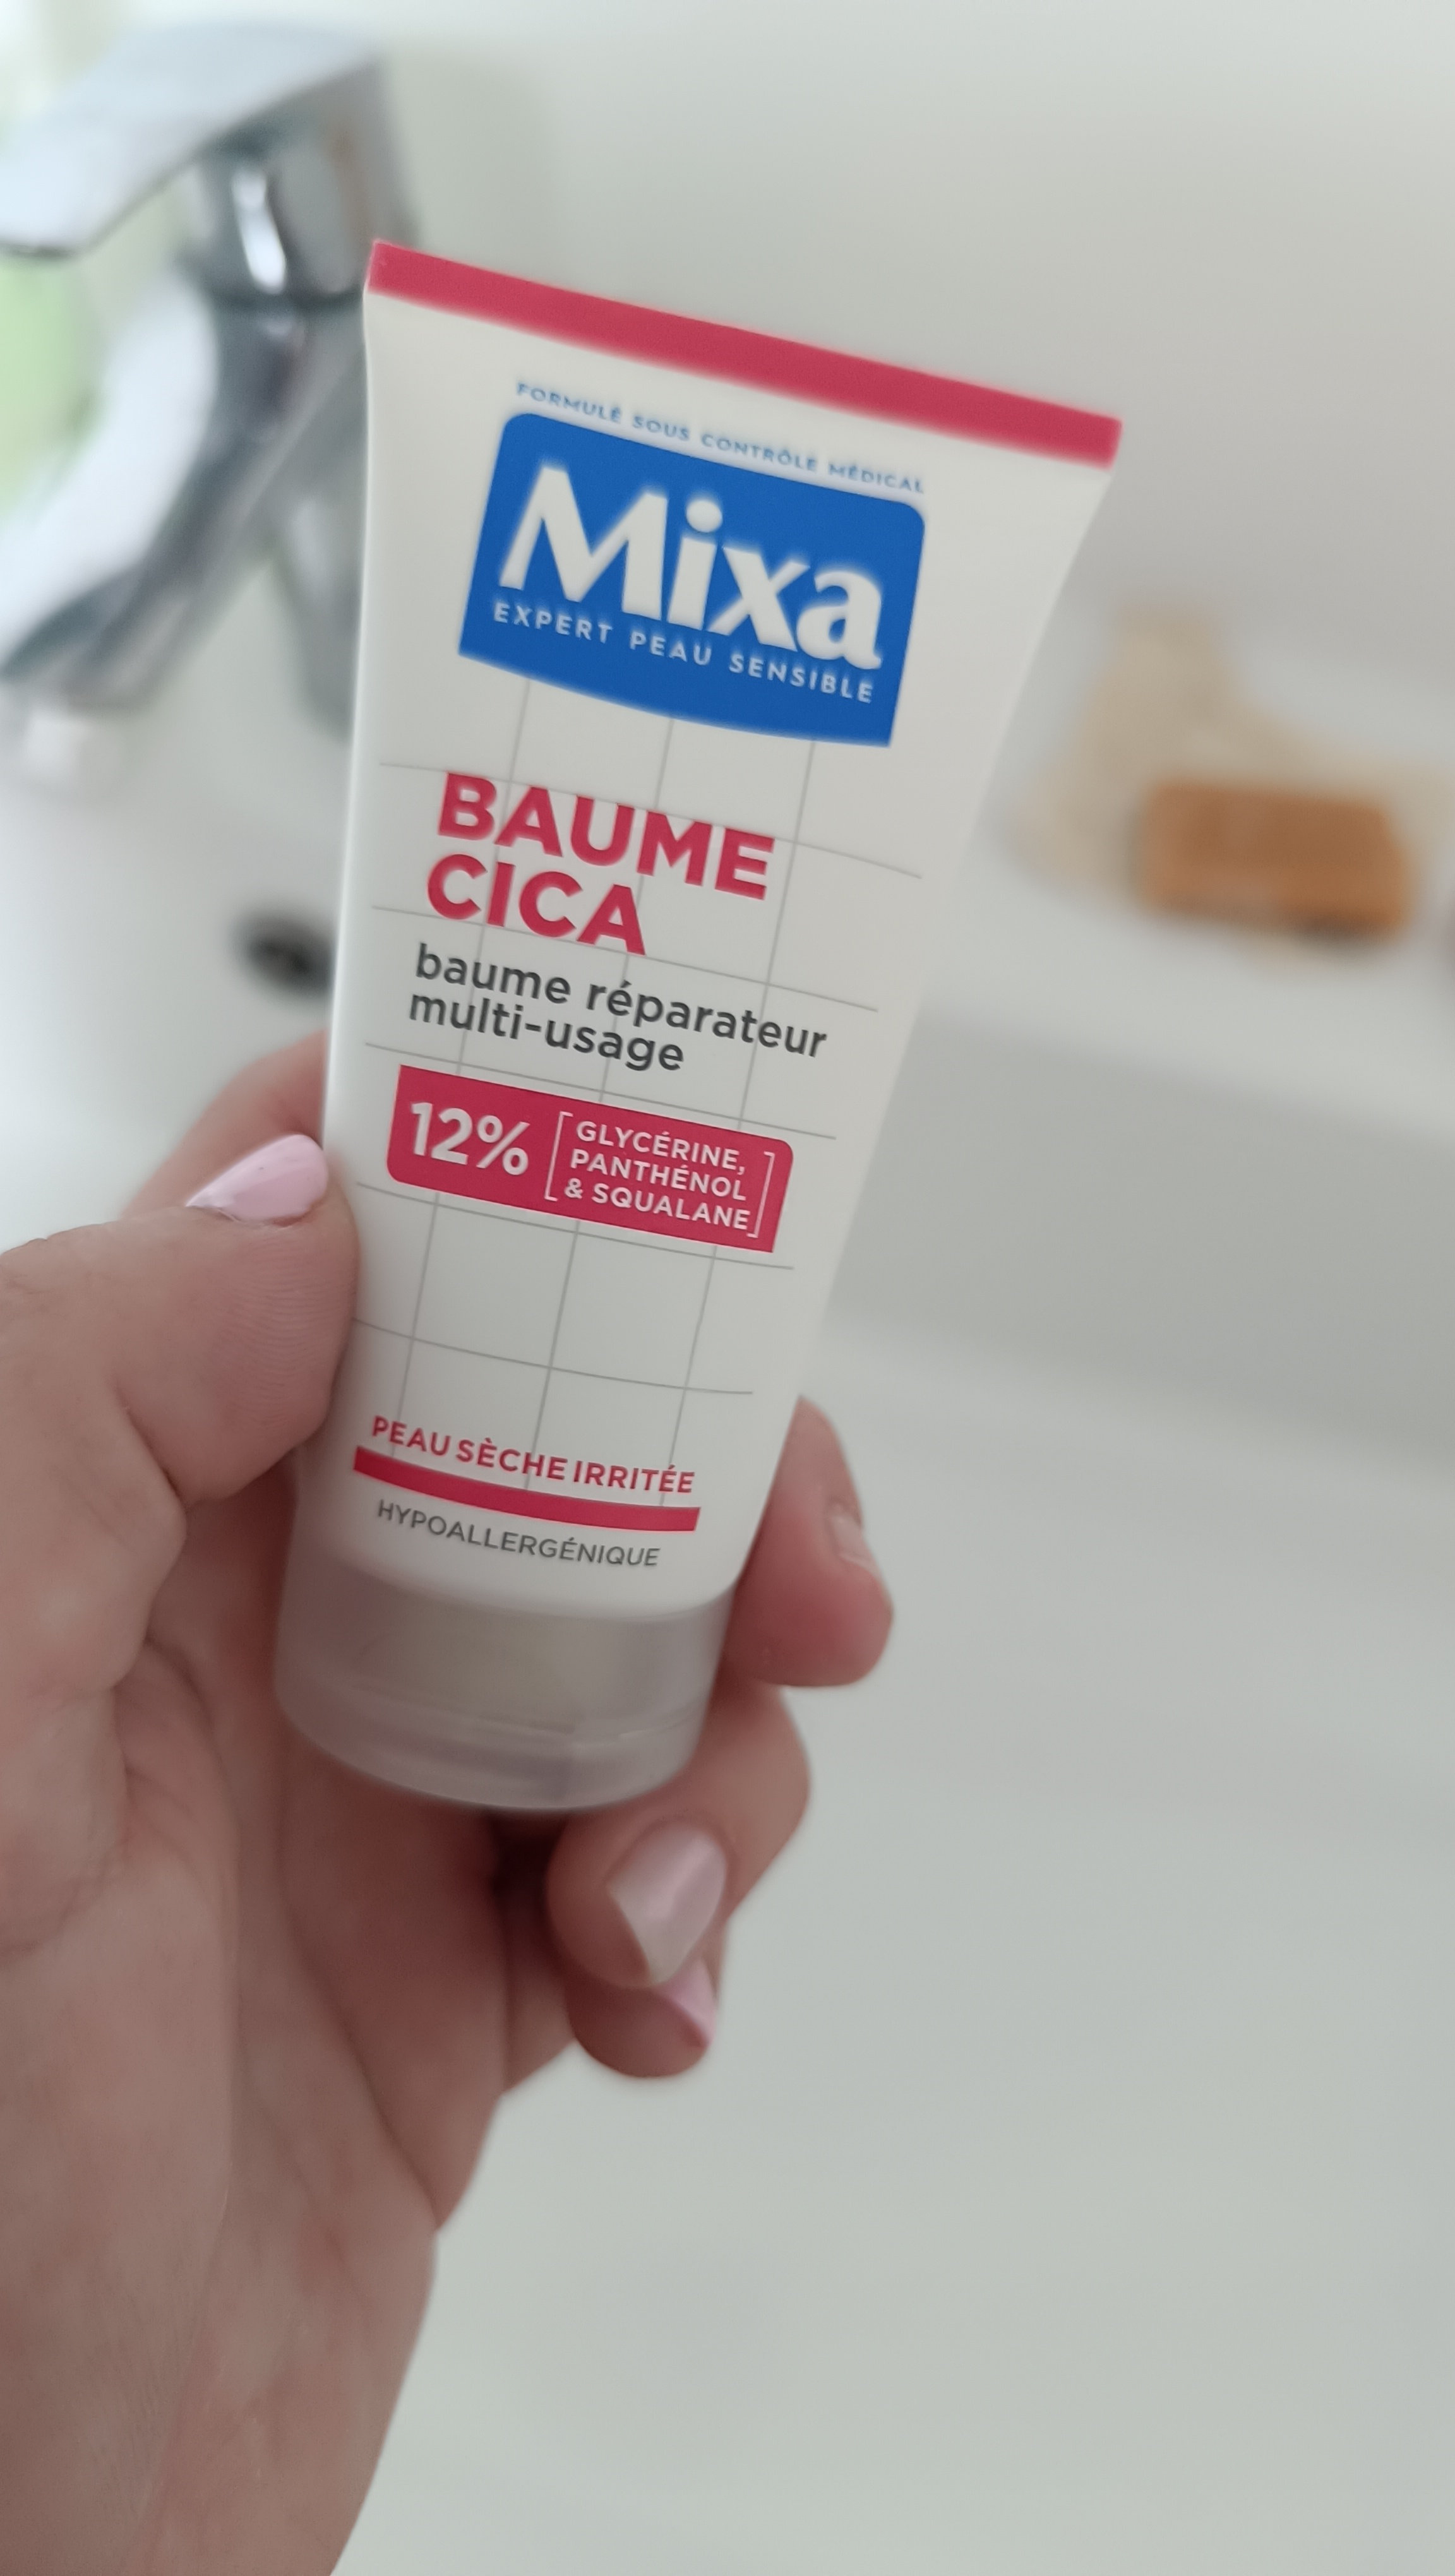 FORMULÉ SOUS CONTRÔLE MÉDICAL
Mixa
EXPERT PEAU SENSIBLE
BAUME
CICA
baume réparateur
multi-usage
12% [GLYCÉRINE,
PANTHÉNOL
& SQUALANE]
PEAU SÈCHE IRRITÉE
HYPOALLERGÉNIQUE